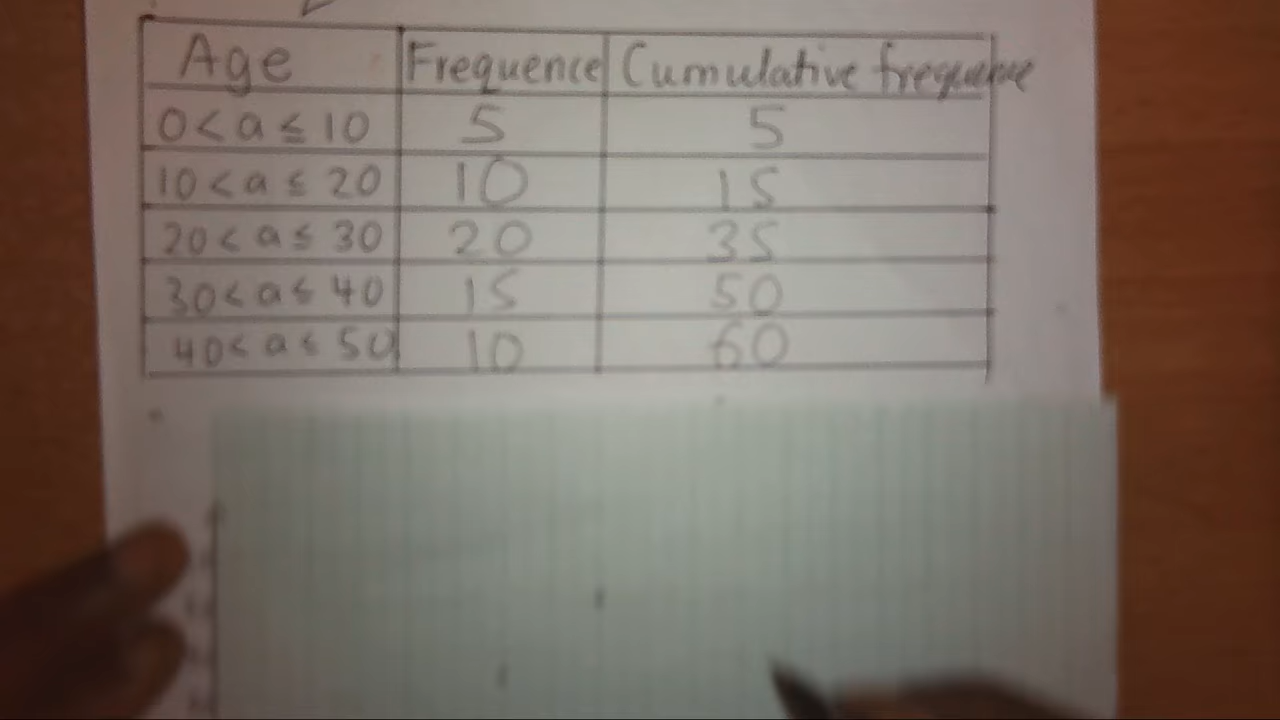 Age Frequence Cumulative frequence
0 < a ≤ 10 5 5
10 < a ≤ 20 10 15
20 < a ≤ 30 20 35
30 < a ≤ 40 15 50
40 < a ≤ 50 10 60